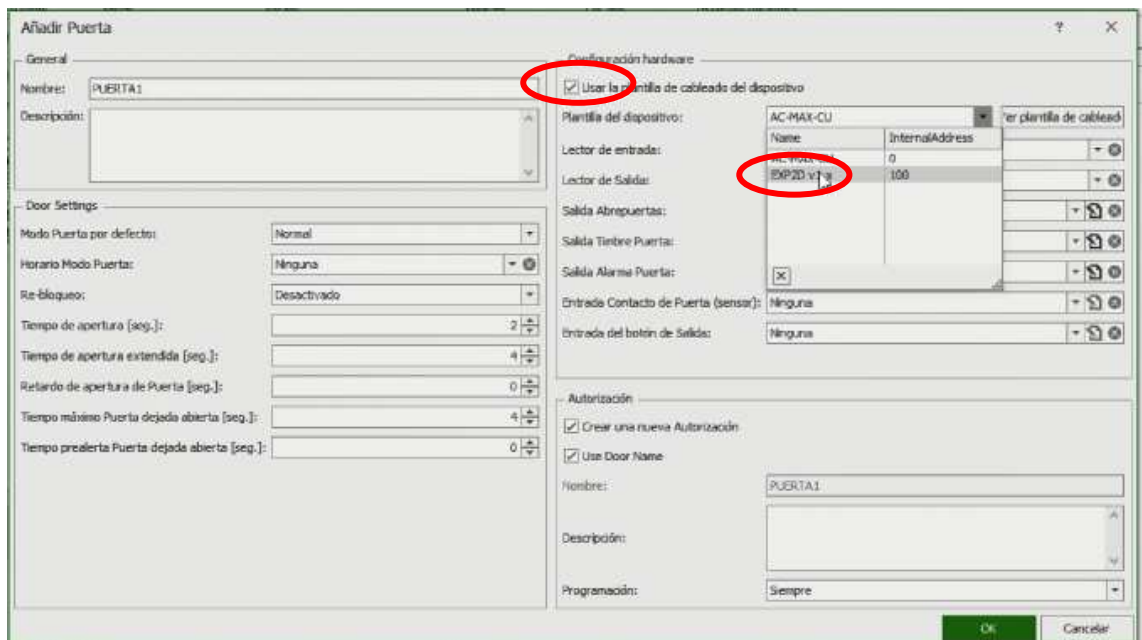 Añadir Puerta
General
Nombre: PUERTA1
Descripción:
Door Settings
Modo Puerta por defecto: Normal
Horario Modo Puerta: Ninguna
Re-bloqueo: Desactivado
Tiempo de apertura [seg.]: 2
Tiempo de apertura extendida [seg.]: 4
Retardo de apertura de Puerta [seg.]: 0
Tiempo máximo Puerta dejada abierta [seg.]: 4
Tiempo prealerta Puerta dejada abierta [seg.]: 0
Configuración hardware
Usar la plantilla de cableado del dispositivo
Plantilla del dispositivo: AC-MAX-CU er plantilla de cablead
Name InternalAddress
AC-MAX-CU 0
EXP2D 100
Lector de entrada:
Lector de Salida:
Salida Abrepuertas:
Salida Timbre Puerta:
Salida Alarma Puerta:
Entrada Contacto de Puerta (sensor): Ninguna
Entrada del botón de Salida: Ninguna
Autorización
Crear una nueva Autorización
Use Door Name
Nombre: PUERTA1
Descripción:
Programación: Siempre
OK Cancelar